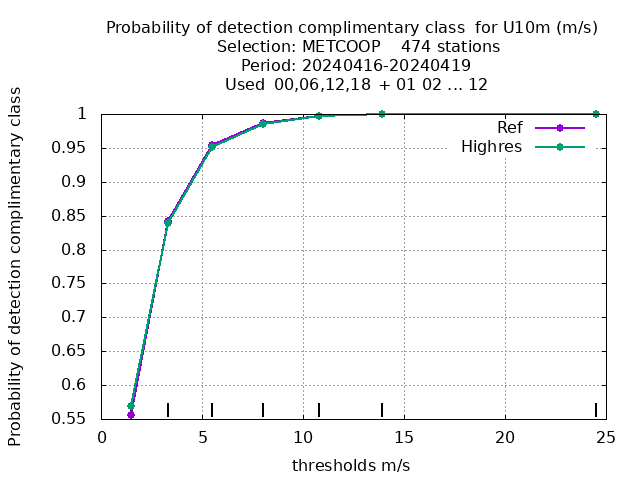 Probability of detection complimentary class  for U10m (m/s)
Selection: METCOOP    474 stations
Period: 20240416-20240419
Used  00,06,12,18 + 01 02 ... 12
Probability of detection complimentary class
1
0.95
0.9
0.85
0.8
0.75
0.7
0.65
0.6
0.55
Ref
Highres
0 5 10 15 20 25
thresholds m/s